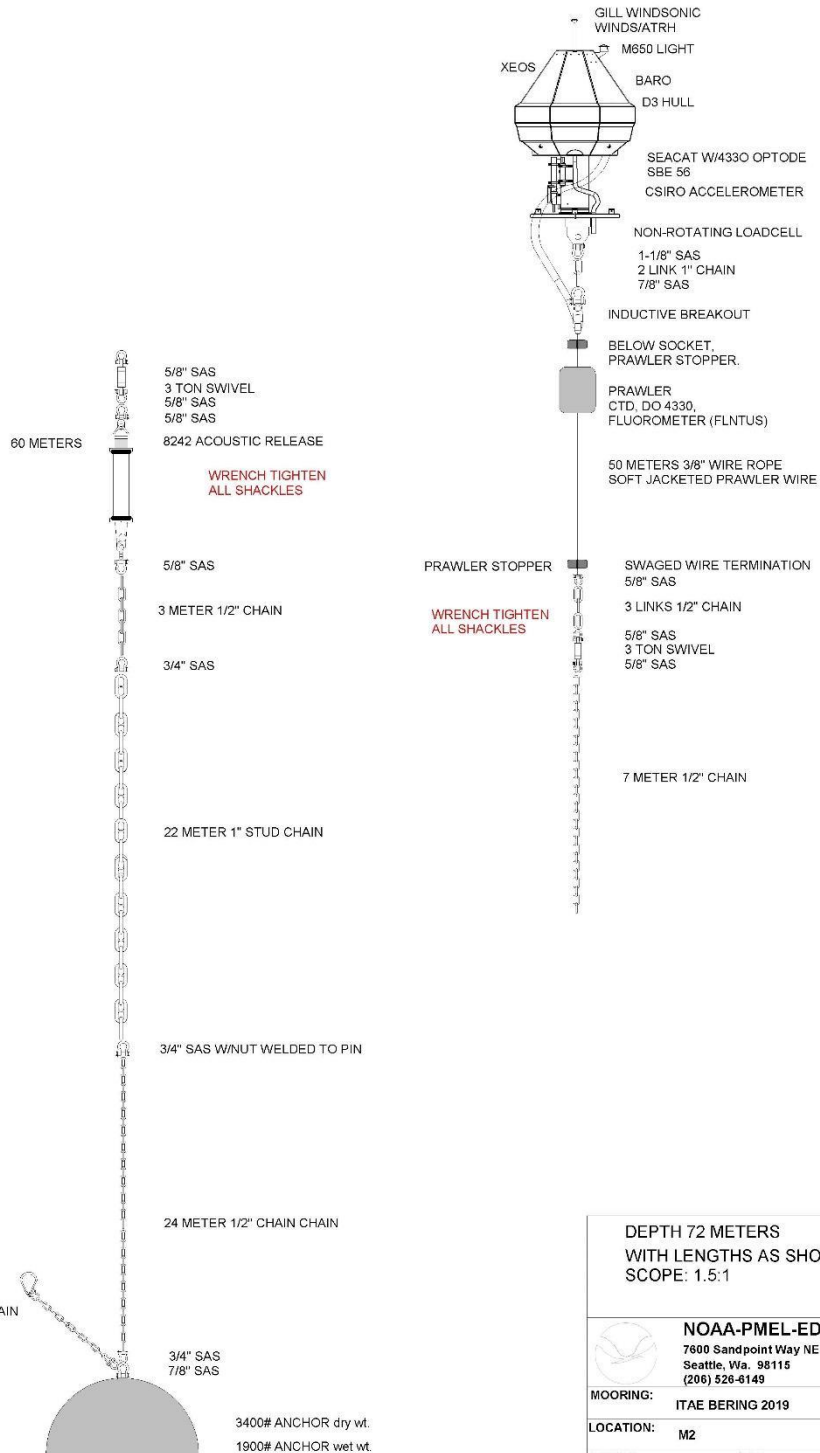 GILL WINDSONIC
WINDS/ATRH
M650 LIGHT
XEOS
BARO
D3 HULL
SEACAT W/433O OPTODE
SBE 56
CSIRO ACCELEROMETER
NON-ROTATING LOADCELL
1-1/8" SAS
2 LINK 1" CHAIN
7/8" SAS
INDUCTIVE BREAKOUT
BELOW SOCKET,
PRAWLER STOPPER.
PRAWLER
CTD, DO 4330,
FLUOROMETER (FLNTUS)
50 METERS 3/8" WIRE ROPE
SOFT JACKETED PRAWLER WIRE
PRAWLER STOPPER
SWAGED WIRE TERMINATION
5/8" SAS
WRENCH TIGHTEN
ALL SHACKLES
3 LINKS 1/2" CHAIN
5/8" SAS
3 TON SWIVEL
5/8" SAS
7 METER 1/2" CHAIN
5/8" SAS
3 TON SWIVEL
5/8" SAS
5/8" SAS
60 METERS
8242 ACOUSTIC RELEASE
WRENCH TIGHTEN
ALL SHACKLES
5/8" SAS
3 METER 1/2" CHAIN
3/4" SAS
22 METER 1" STUD CHAIN
3/4" SAS W/NUT WELDED TO PIN
24 METER 1/2" CHAIN CHAIN
AIN
3/4" SAS
7/8" SAS
3400# ANCHOR dry wt.
1900# ANCHOR wet wt.
DEPTH 72 METERS
WITH LENGTHS AS SHO
SCOPE: 1.5:1
NOAA-PMEL-ED
7600 Sandpoint Way NE
Seattle, Wa. 98115
(206) 526-6149
MOORING: ITAE BERING 2019
LOCATION: M2